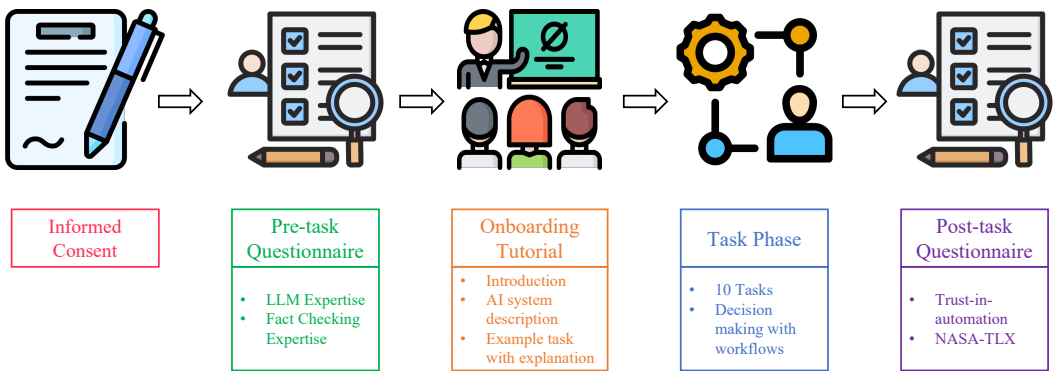 Informed
Consent
Pre-task
Questionnaire
• LLM Expertise
• Fact Checking
Expertise
Onboarding
Tutorial
• Introduction
• AI system
description
• Example task
with explanation
Task Phase
• 10 Tasks
• Decision
making with
workflows
Post-task
Questionnaire
• Trust-in-
automation
• NASA-TLX